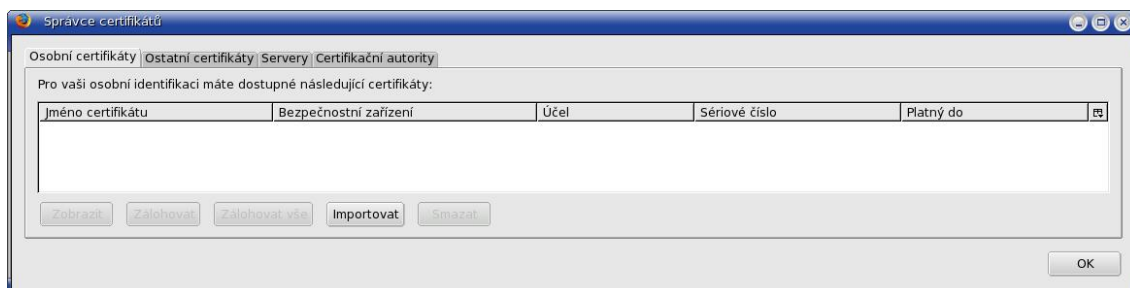 Správce certifikátů
Osobní certifikáty Ostatní certifikáty Servery Certifikační autority
Pro vaši osobní identifikaci máte dostupné následující certifikáty:
Jméno certifikátu Bezpečnostní zařízení Účel Sériové číslo Platný do
Zobrazit Zálohovat Zálohovat vše Importovat Smazat
OK